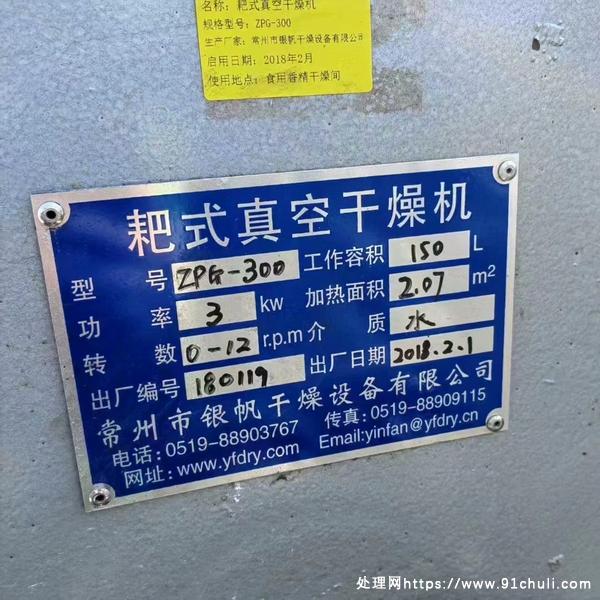 名称：耙式真空干燥机
规格型号：ZPG-300
生产厂家：常州市银帆干燥设备有限公司
启用日期：2018年2月
使用地点：食用香精干燥间
耙式真空干燥机
型号 ZPG-300 工作容积 150 L
功率 3 kw 加热面积 2.07 m²
转数 0-12 r.p.m 介质 水
出厂编号 180119 出厂日期 2018.2.1
常州市银帆干燥设备有限公司
电话：0519-88903767 传真：0519-88909115
网址：www.yfdry.com Email:yinfan@yfdry.cn
处理网https://www.91chuli.com/